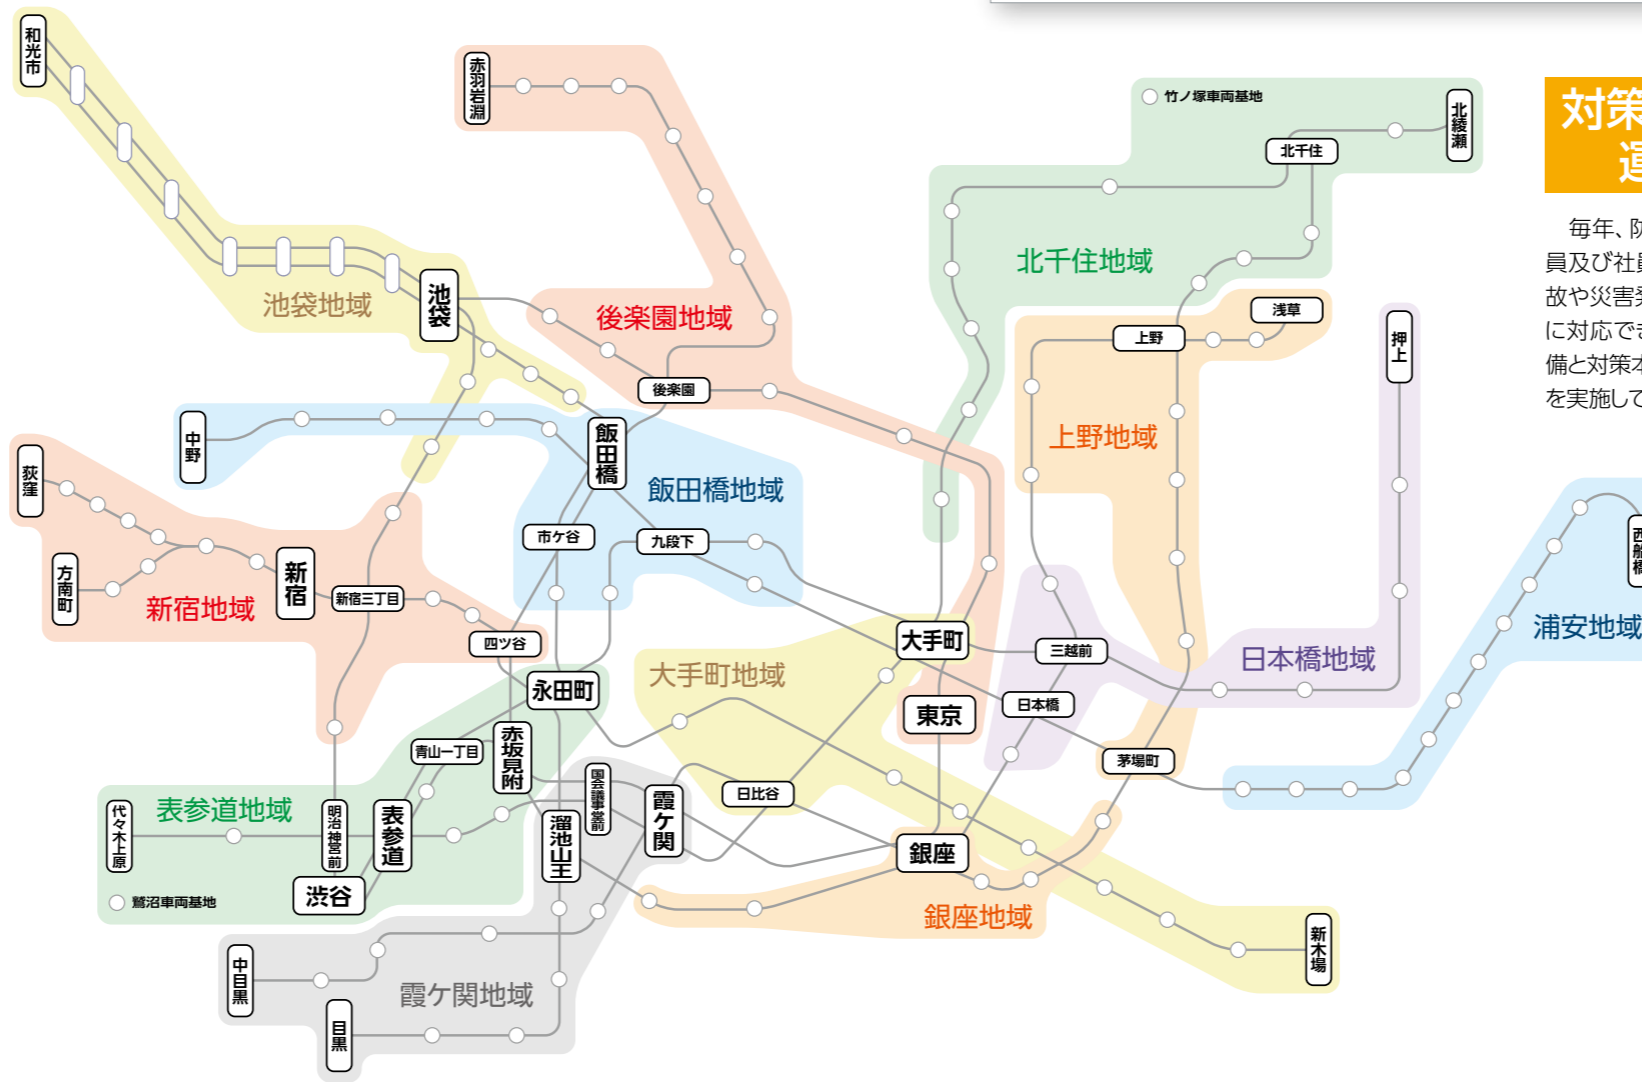 和光市
赤羽岩淵
竹ノ塚車両基地
北綾瀬
北千住
北千住地域
池袋地域
池袋
後楽園地域
後楽園
上野
浅草
押上
上野地域
中野
飯田橋
飯田橋地域
荻窪
市ケ谷
九段下
方南町
新宿
新宿三丁目
新宿地域
四ツ谷
大手町
大手町地域
三越前
日本橋地域
永田町
東京
日本橋
西船橋
浦安地域
青山一丁目
赤坂見附
国会議事堂前
霞ケ関
日比谷
茅場町
表参道地域
代々木上原
明治神宮前
表参道
溜池山王
銀座
渋谷
鷺沼車両基地
銀座地域
中目黒
霞ケ関地域
目黒
新木場
対策
運
毎年、防
員及び社員
故や災害発
に対応でき
備と対策本
を実施して